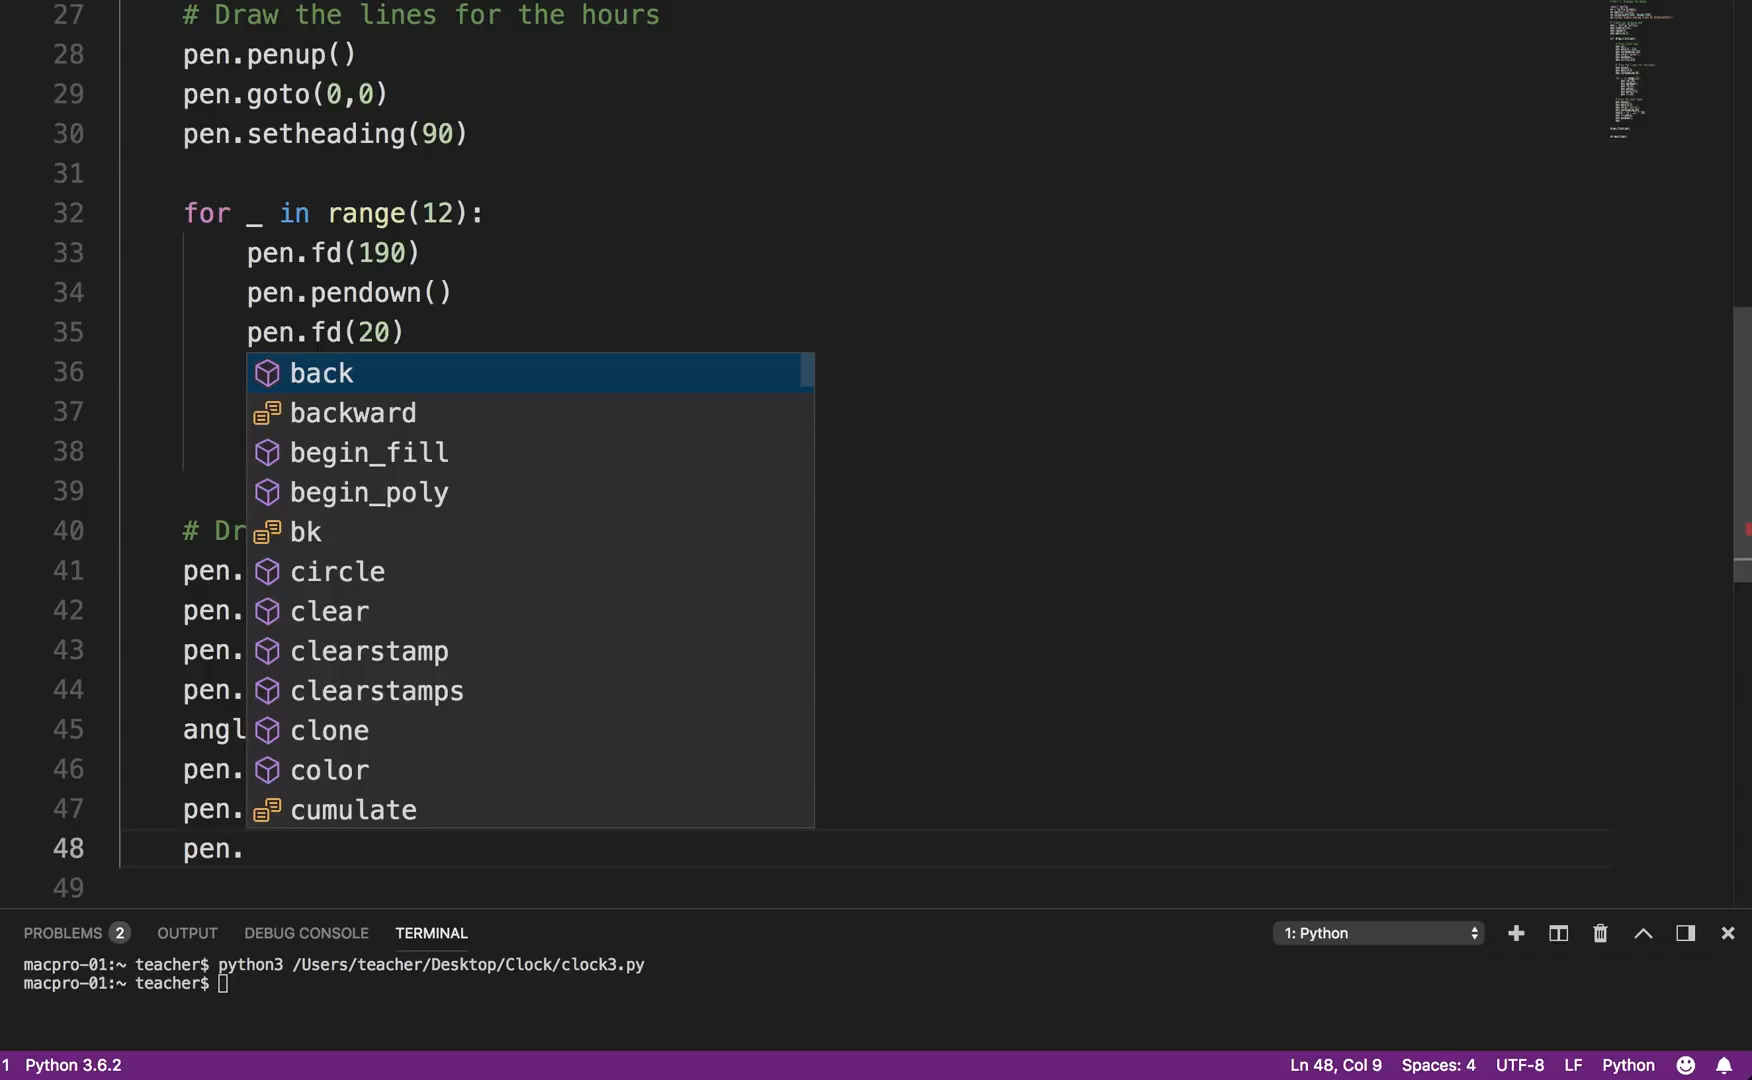 27 # Draw the lines for the hours
28 pen.penup()
29 pen.goto(0,0)
30 pen.setheading(90)
31
32 for _ in range(12):
33 pen.fd(190)
34 pen.pendown()
35 pen.fd(20)
36 back
37 backward
38 begin_fill
39 begin_poly
40 # Dr bk
41 pen. circle
42 pen. clear
43 pen. clearstamp
44 pen. clearstamps
45 angl clone
46 pen. color
47 pen. cumulate
48 pen.
49
PROBLEMS 2 OUTPUT DEBUG CONSOLE TERMINAL 1: Python
macpro-01:~ teacher$ python3 /Users/teacher/Desktop/Clock/clock3.py
macpro-01:~ teacher$
1 Python 3.6.2 Ln 48, Col 9 Spaces: 4 UTF-8 LF Python